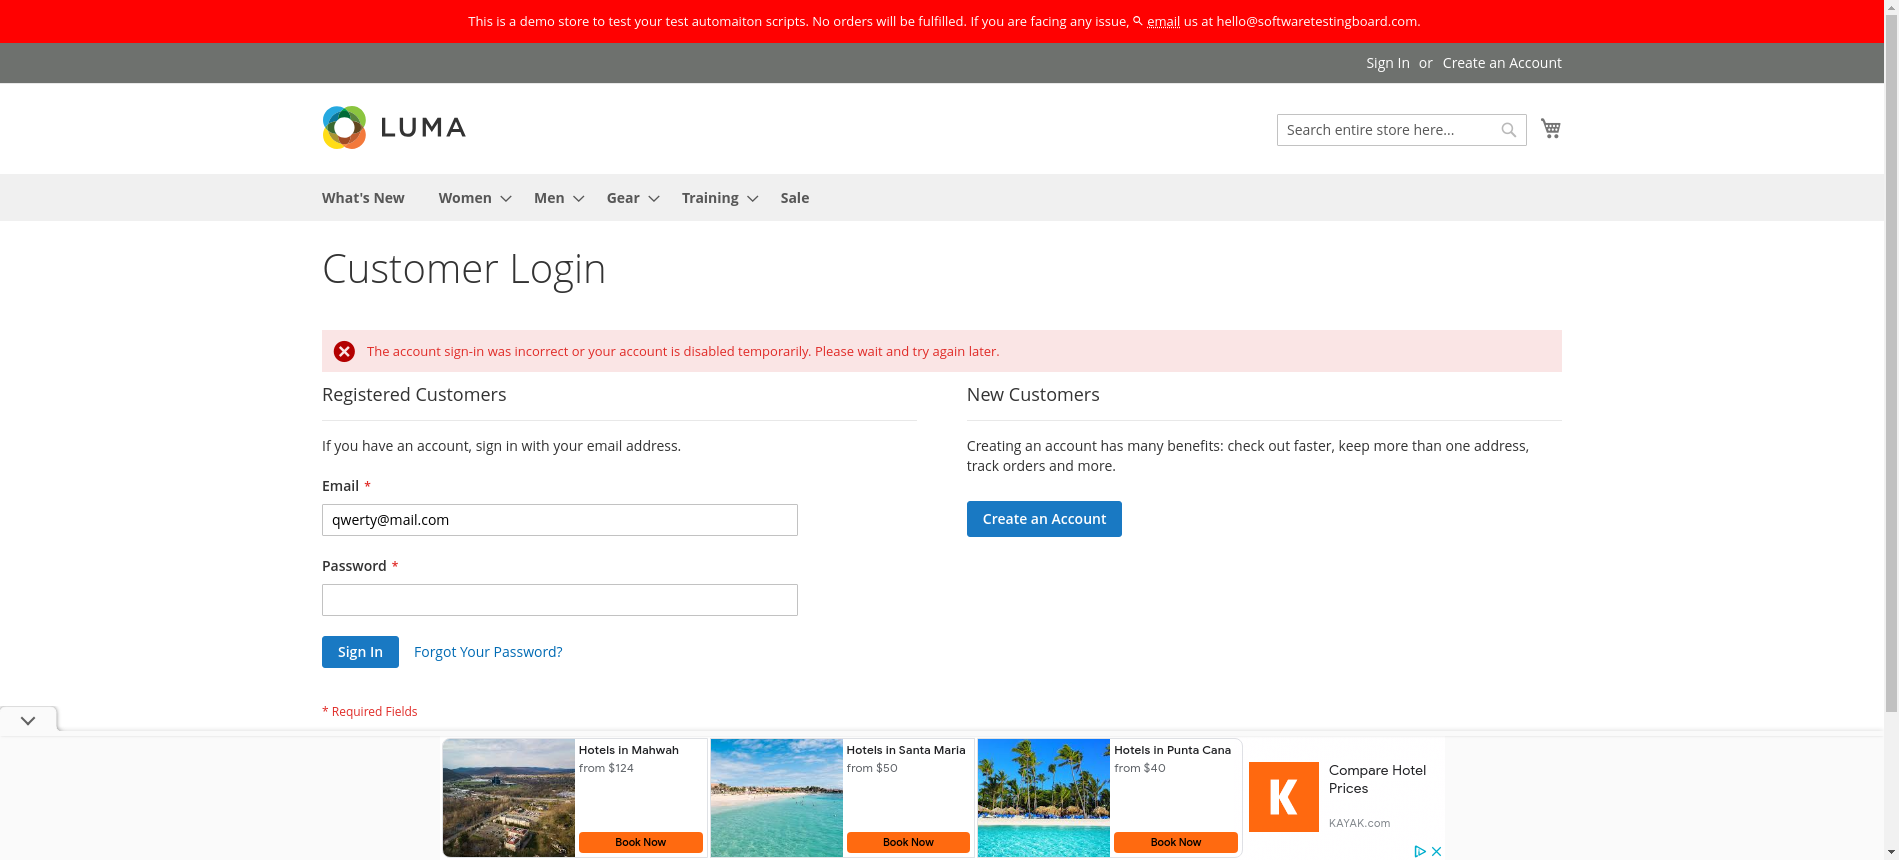 This is a demo store to test your test automaiton scripts. No orders will be fulfilled. If you are facing any issue, email us at hello@softwaretestingboard.com.
Sign In or Create an Account
LUMA
Search entire store here...
What's New Women Men Gear Training Sale
Customer Login
The account sign-in was incorrect or your account is disabled temporarily. Please wait and try again later.
Registered Customers
If you have an account, sign in with your email address.
Email *
qwerty@mail.com
Password *
Sign In Forgot Your Password?
* Required Fields
New Customers
Creating an account has many benefits: check out faster, keep more than one address,
track orders and more.
Create an Account
Hotels in Mahwah
from $124
Book Now
Hotels in Santa Maria
from $50
Book Now
Hotels in Punta Cana
from $40
Book Now
K
Compare Hotel
Prices
KAYAK.com